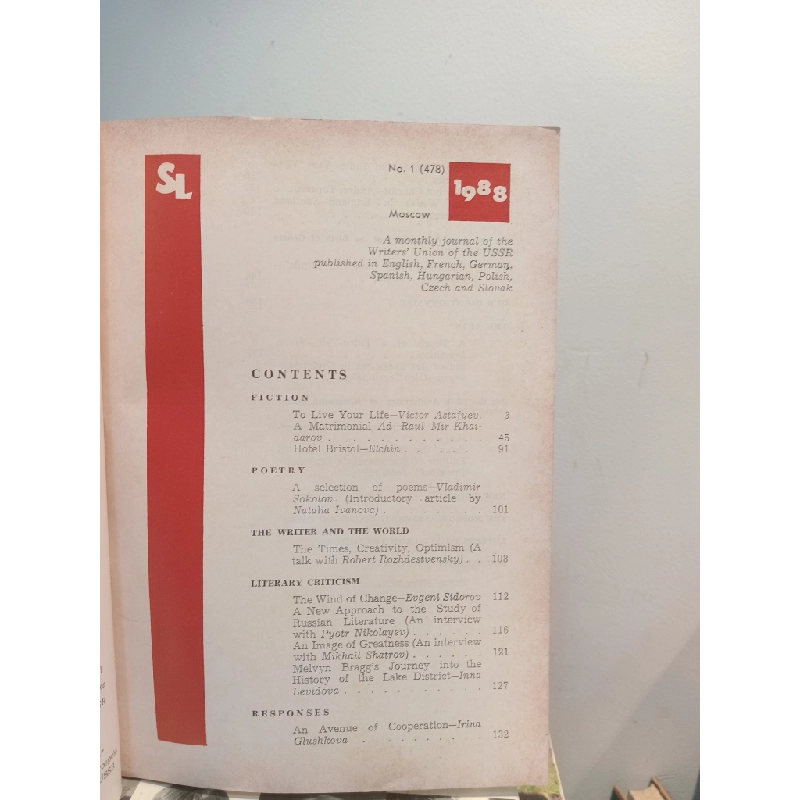 SL
No. 1 (478)
1988
Moscow
A monthly journal of the
Writers' Union of the USSR
published in English, French, German,
Spanish, Hungarian, Polish,
Czech and Slovak
CONTENTS
FICTION
To Live Your Life—Victor Astafyev. 3
A Matrimonial Ad—Raul Mir-Khai-
darov . . . . . . . . . . . . 45
Hotel Bristol—Elchin . . . . . . . 91
POETRY
A selection of poems—Vladimir
Sokolov (Introductory article by
Natalia Ivanova) . . . . . . . 101
THE WRITER AND THE WORLD
The Times, Creativity, Optimism (A
talk with Robert Rozhdestvensky) . . 108
LITERARY CRITICISM
The Wind of Change—Evgeni Sidorov 112
A New Approach to the Study of
Russian Literature (An interview
with Pyotr Nikolayev) . . . . . . 116
An Image of Greatness (An Interview
with Mikhail Shatrov) . . . . . 121
Melvyn Bragg's Journey into the
History of the Lake District—Inna
Levidova . . . . . . . . . . . 127
RESPONSES
An Avenue of Cooperation—Irina
Glushkova . . . . . . . . 132